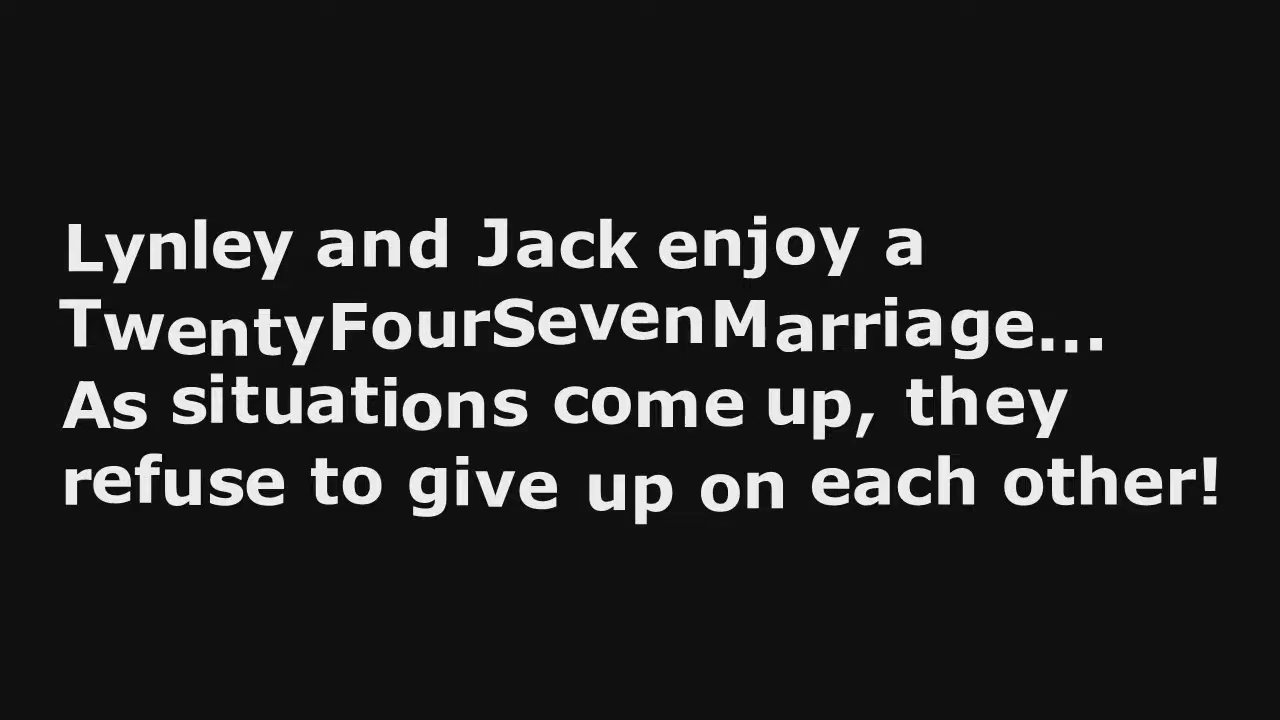 Lynley and Jack enjoy a
TwentyFourSevenMarriage...
As situations come up, they
refuse to give up on each other!